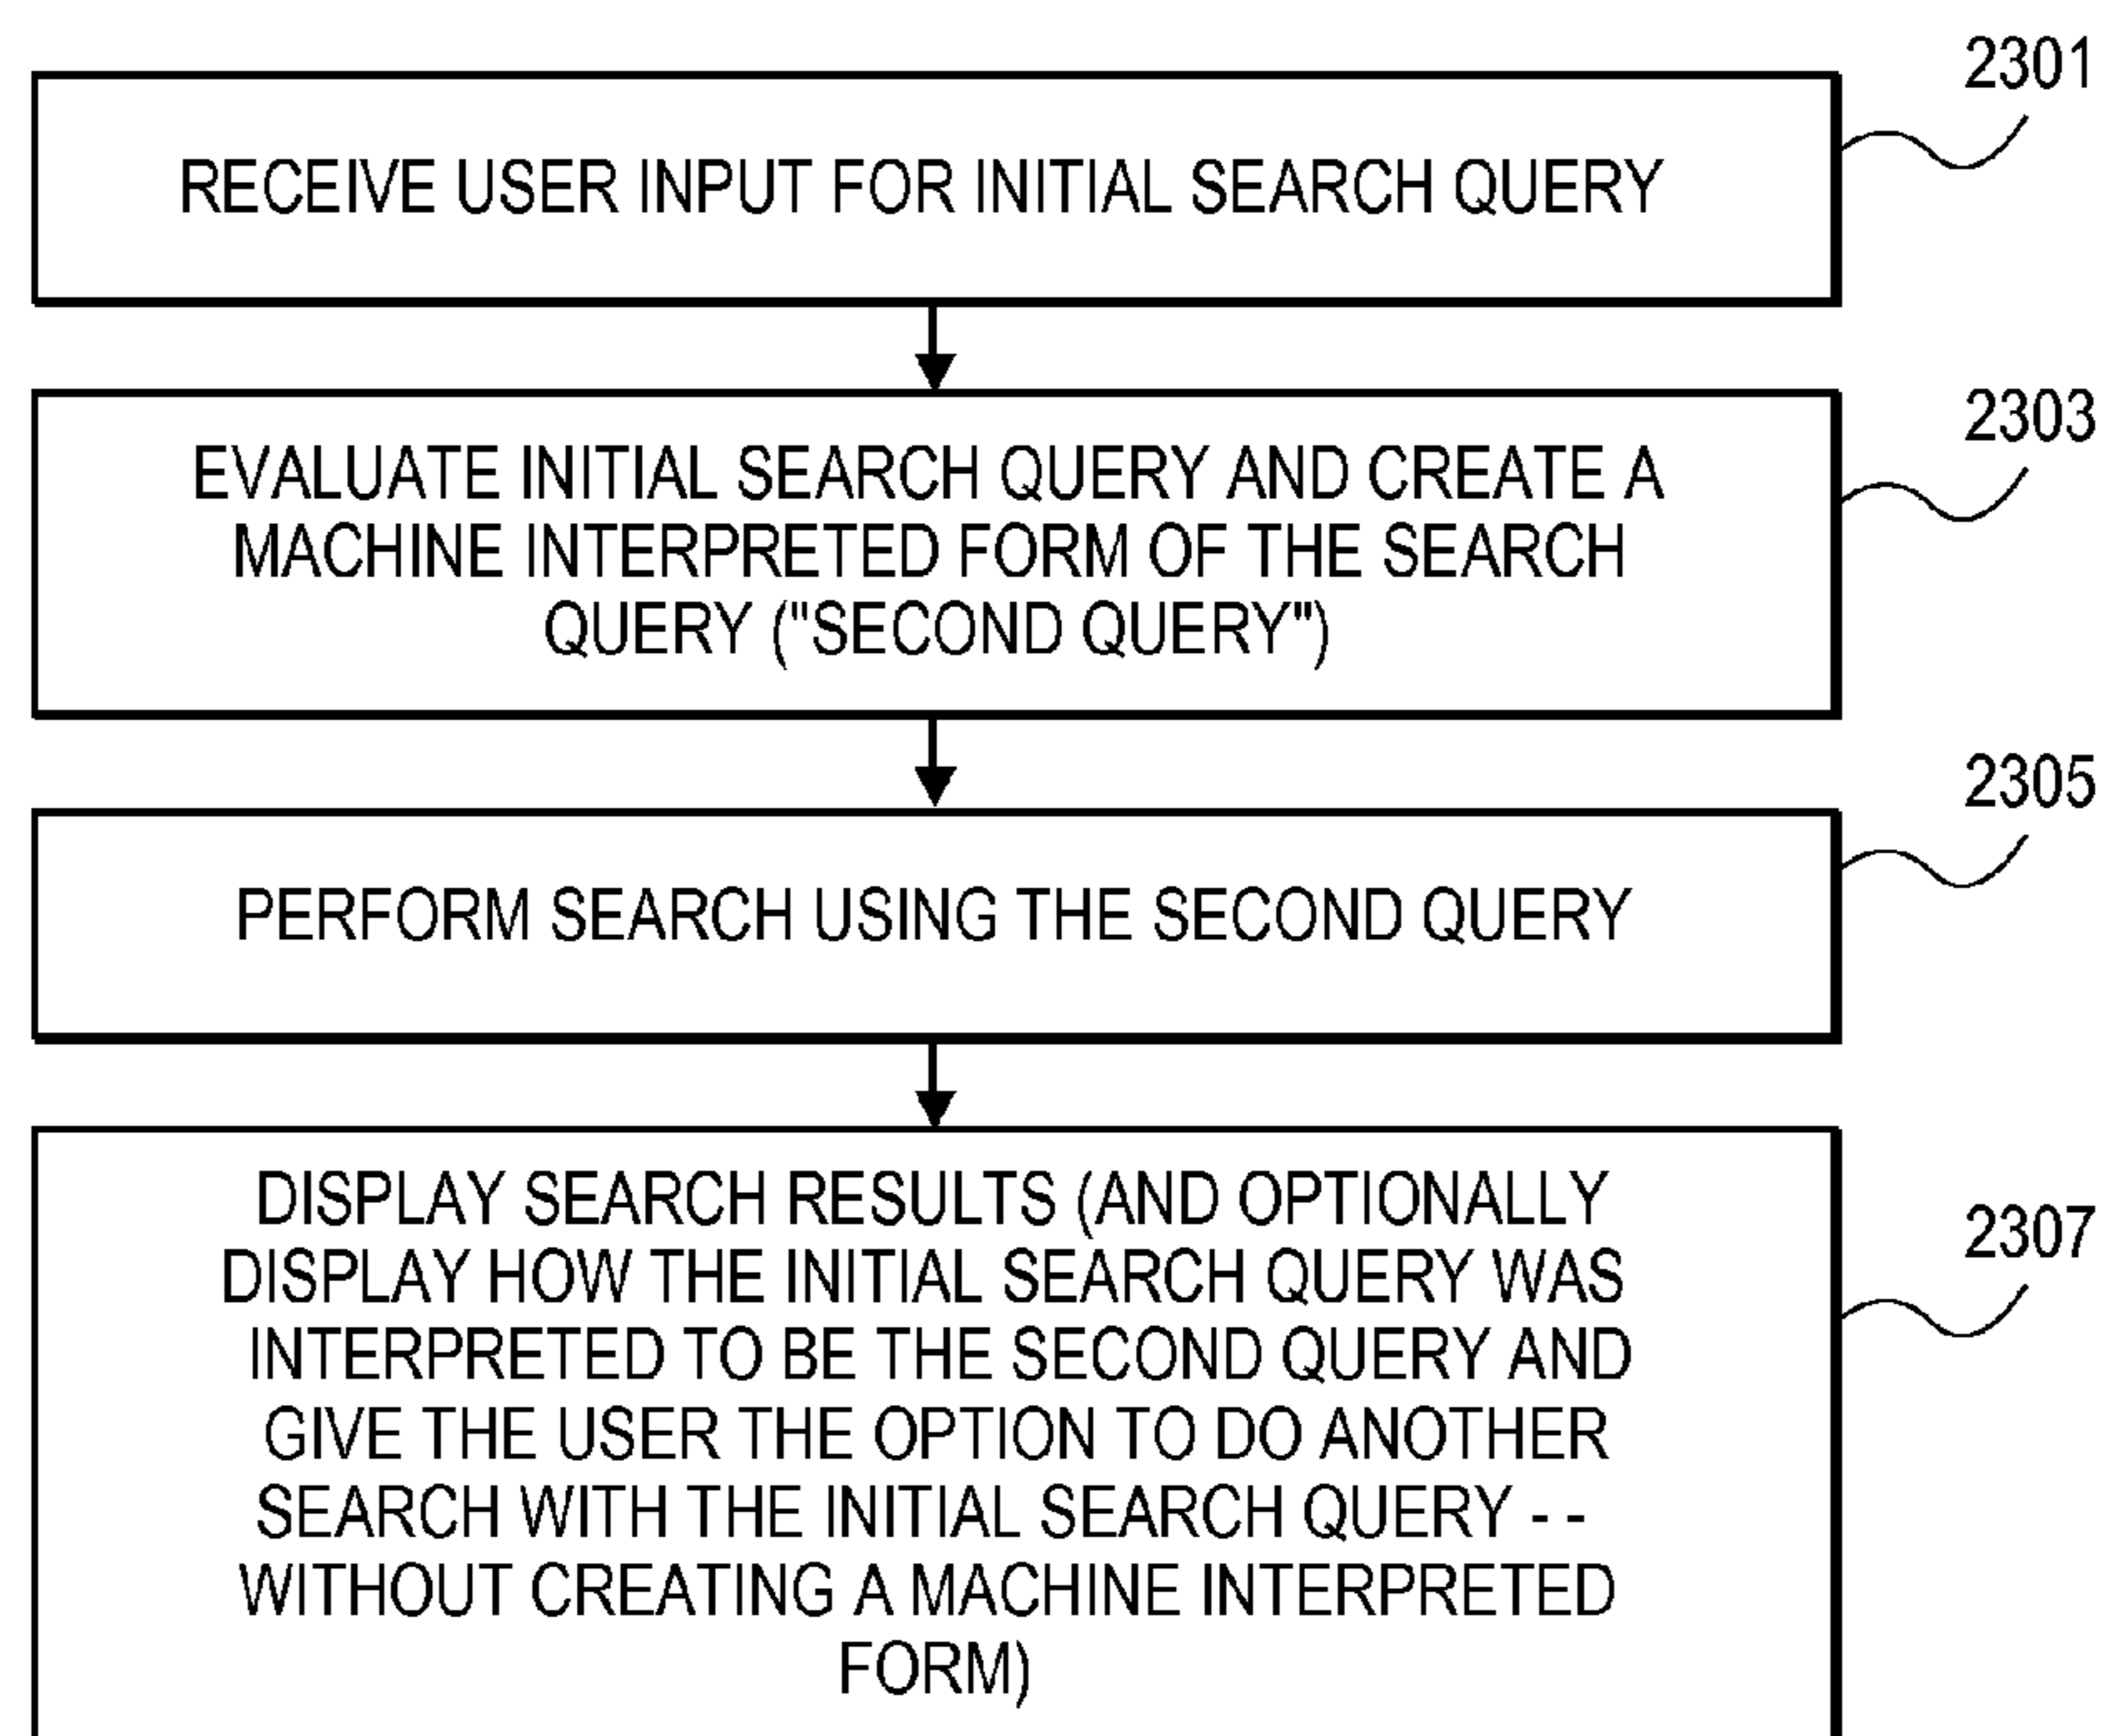 2301
RECEIVE USER INPUT FOR INITIAL SEARCH QUERY
2303
EVALUATE INITIAL SEARCH QUERY AND CREATE A
MACHINE INTERPRETED FORM OF THE SEARCH
QUERY ("SECOND QUERY")
2305
PERFORM SEARCH USING THE SECOND QUERY
2307
DISPLAY SEARCH RESULTS (AND OPTIONALLY
DISPLAY HOW THE INITIAL SEARCH QUERY WAS
INTERPRETED TO BE THE SECOND QUERY AND
GIVE THE USER THE OPTION TO DO ANOTHER
SEARCH WITH THE INITIAL SEARCH QUERY - -
WITHOUT CREATING A MACHINE INTERPRETED
FORM)